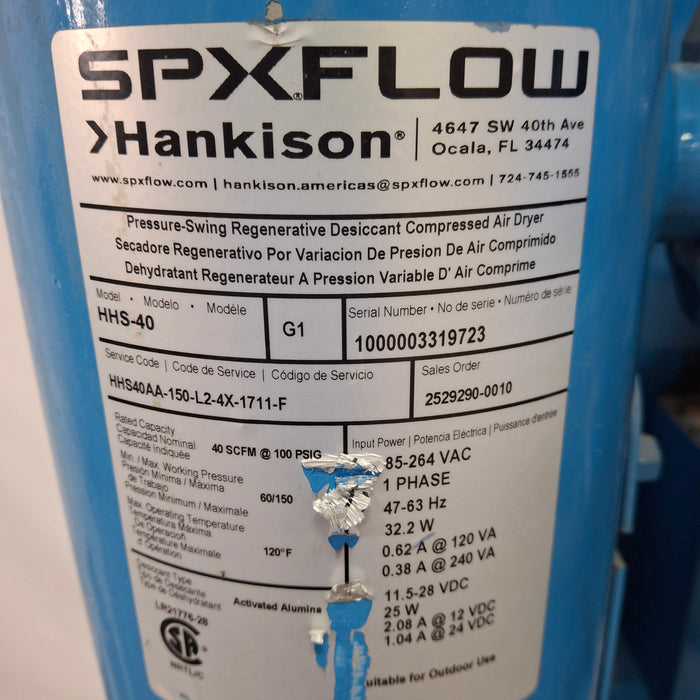 SPXFLOW
Hankison®
4647 SW 40th Ave
Ocala, FL 34474
www.spxflow.com | hankison.americas@spxflow.com | 724-745-1555
Pressure-Swing Regenerative Desiccant Compressed Air Dryer
Secadore Regenerativo Por Variacion De Presion De Air Comprimido
Dehydratant Regenerateur A Pression Variable D' Air Comprime
Model • Modelo • Modéle
HHS-40
G1
Serial Number • No de serie • Numéro de série
1000003319723
Service Code | Code de Service | Código de Servicio
HHS40AA-150-L2-4X-1711-F
Sales Order
2529290-0010
Rated Capacity
Capacidad Nominal
Capacité Indiquée
40 SCFM @ 100 PSIG
Min. / Max. Working Pressure
Presión Minima / Máxima
de Trabajo
Pression Minimum / Maximale
60/150
Max. Operating Temperature
Temperatura Máxima
De Operación
Température Maximale
d' Opération
120°F
Desiccant Type
Tipo de Desecante
Type de Déshydratant
Activated Alumina
LR21776-28
NRTL/C
Input Power | Potencia Eléctrica | Puissance d'entrée
85-264 VAC
1 PHASE
47-63 Hz
32.2 W
0.62 A @ 120 VA
0.38 A @ 240 VA
11.5-28 VDC
25 W
2.08 A @ 12 VDC
1.04 A @ 24 VDC
uitable for Outdoor Use